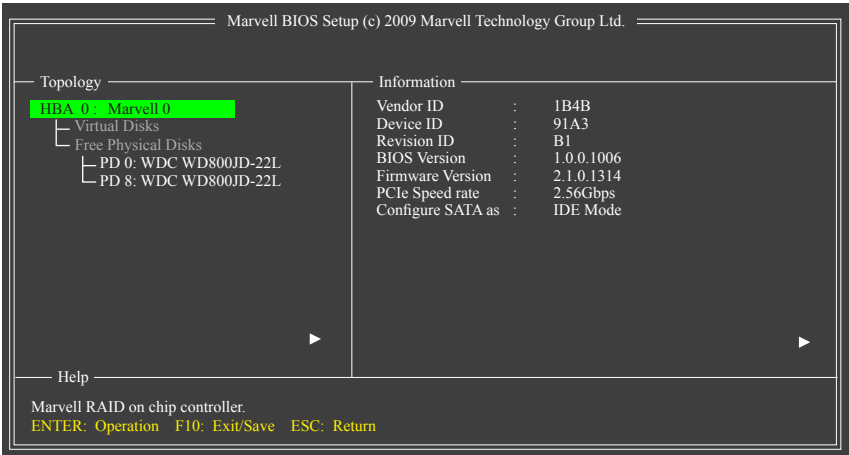 Marvell BIOS Setup (c) 2009 Marvell Technology Group Ltd.
Topology
HBA 0 : Marvell 0
Virtual Disks
Free Physical Disks
PD 0: WDC WD800JD-22L
PD 8: WDC WD800JD-22L
Information
Vendor ID : 1B4B
Device ID : 91A3
Revision ID : B1
BIOS Version : 1.0.0.1006
Firmware Version : 2.1.0.1314
PCIe Speed rate : 2.56Gbps
Configure SATA as : IDE Mode
Help
Marvell RAID on chip controller.
ENTER: Operation F10: Exit/Save ESC: Return